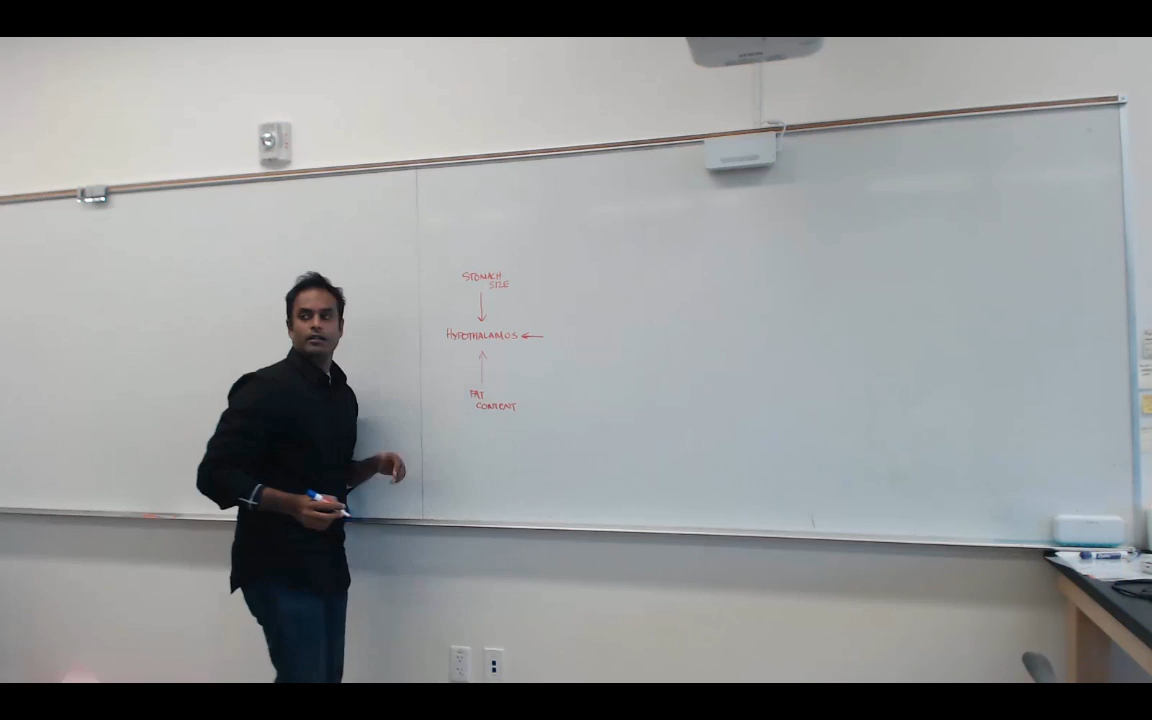 STOMACH
SIZE
HYPOTHALAMUS
FAT
CONTENT